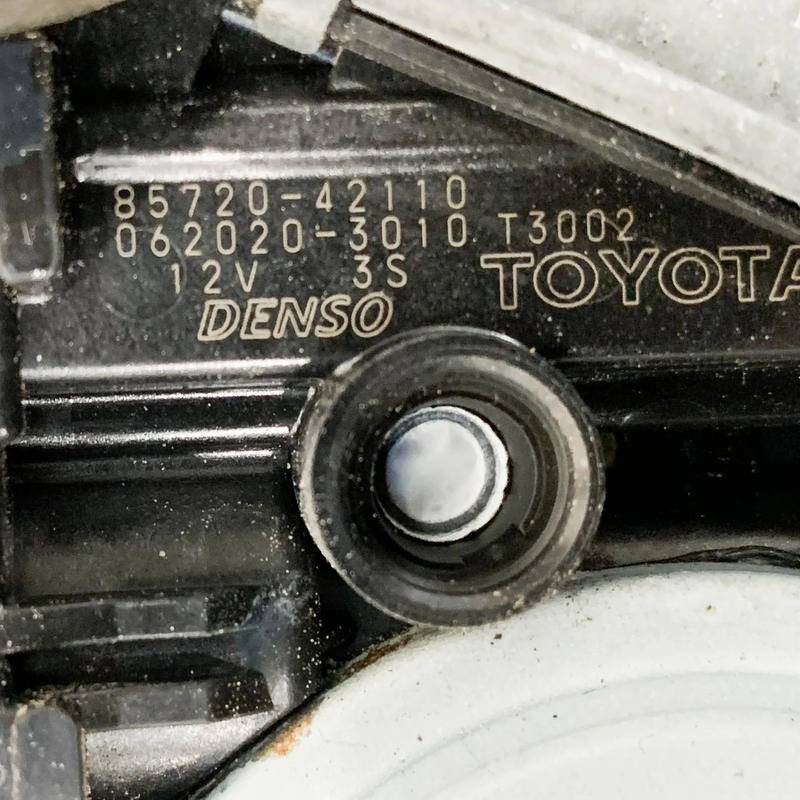 85720-42110
062020-3010 T3002
12V 3S TOYOTA
DENSO